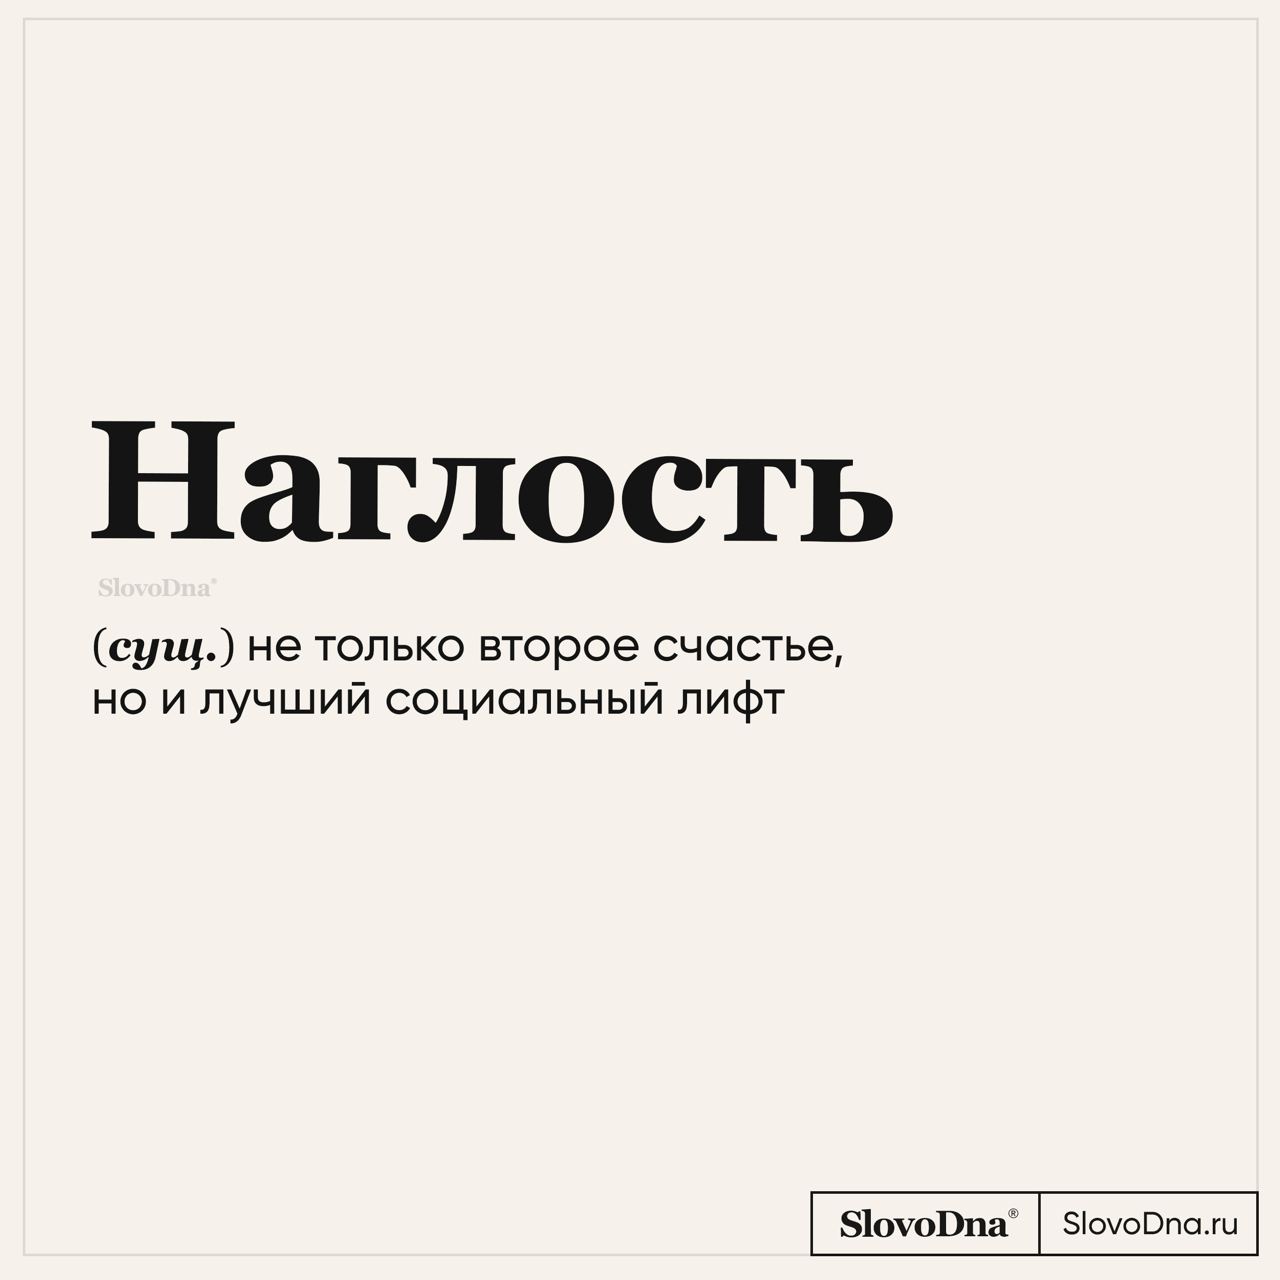 Наглость
SlovoDna®
(сущ.) не только второе счастье,
но и лучший социальный лифт
SlovoDna® SlovoDna.ru